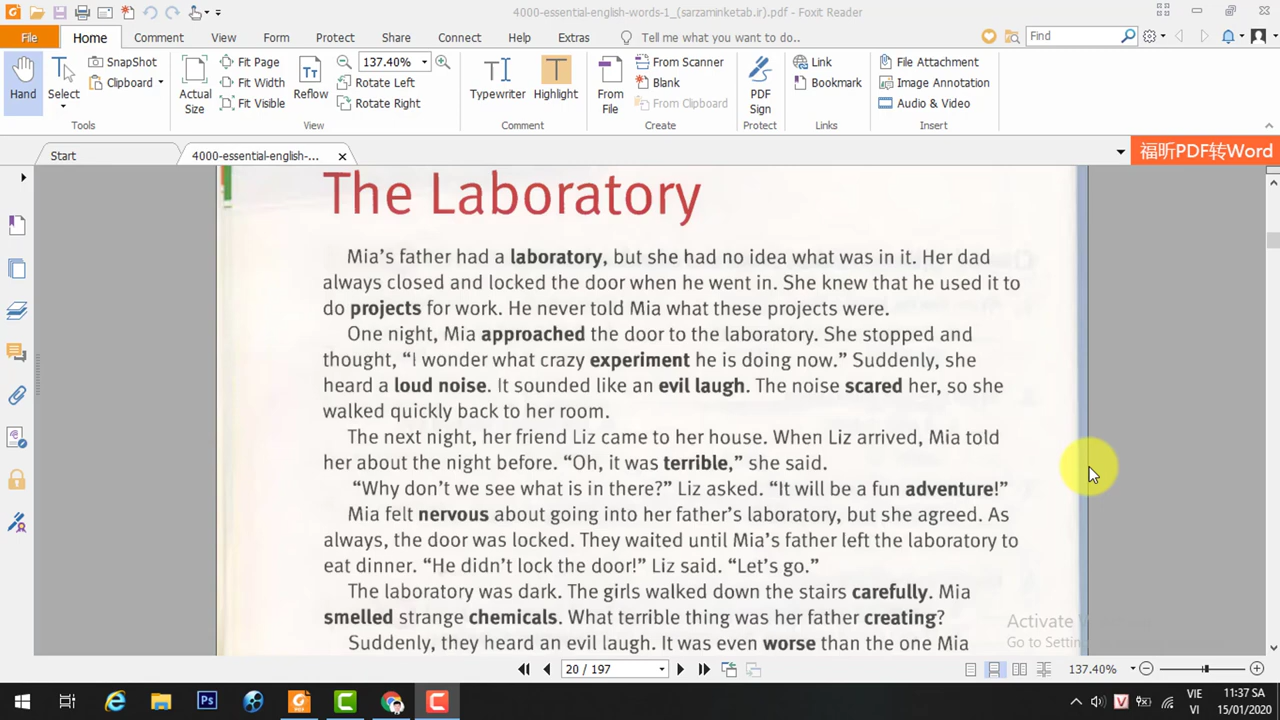 4000-essential-english-words-1_(sarzaminketab.ir).pdf - Foxit Reader
File Home Comment View Form Protect Share Connect Help Extras Tell me what you want to do.. Find
Hand
Select
SnapShot
Clipboard
Tools
Actual Size
Fit Page
Fit Width
Fit Visible
Reflow
137.40%
Rotate Left
Rotate Right
View
Typewriter
Highlight
Comment
From File
From Scanner
Blank
From Clipboard
Create
PDF Sign
Protect
Link
Bookmark
Links
File Attachment
Image Annotation
Audio & Video
Insert
Start 4000-essential-english-... 福昕PDF转Word
The Laboratory
Mia's father had a laboratory, but she had no idea what was in it. Her dad
always closed and locked the door when he went in. She knew that he used it to
do projects for work. He never told Mia what these projects were.
One night, Mia approached the door to the laboratory. She stopped and
thought, “I wonder what crazy experiment he is doing now.” Suddenly, she
heard a loud noise. It sounded like an evil laugh. The noise scared her, so she
walked quickly back to her room.
The next night, her friend Liz came to her house. When Liz arrived, Mia told
her about the night before. “Oh, it was terrible,” she said.
“Why don't we see what is in there?” Liz asked. “It will be a fun adventure!”
Mia felt nervous about going into her father's laboratory, but she agreed. As
always, the door was locked. They waited until Mia's father left the laboratory to
eat dinner. “He didn't lock the door!” Liz said. “Let's go.”
The laboratory was dark. The girls walked down the stairs carefully. Mia
smelled strange chemicals. What terrible thing was her father creating?
Suddenly, they heard an evil laugh. It was even worse than the one Mia
Activate
Go to
20 / 197
137.40%
VIE
VI
11:37 SA
15/01/2020